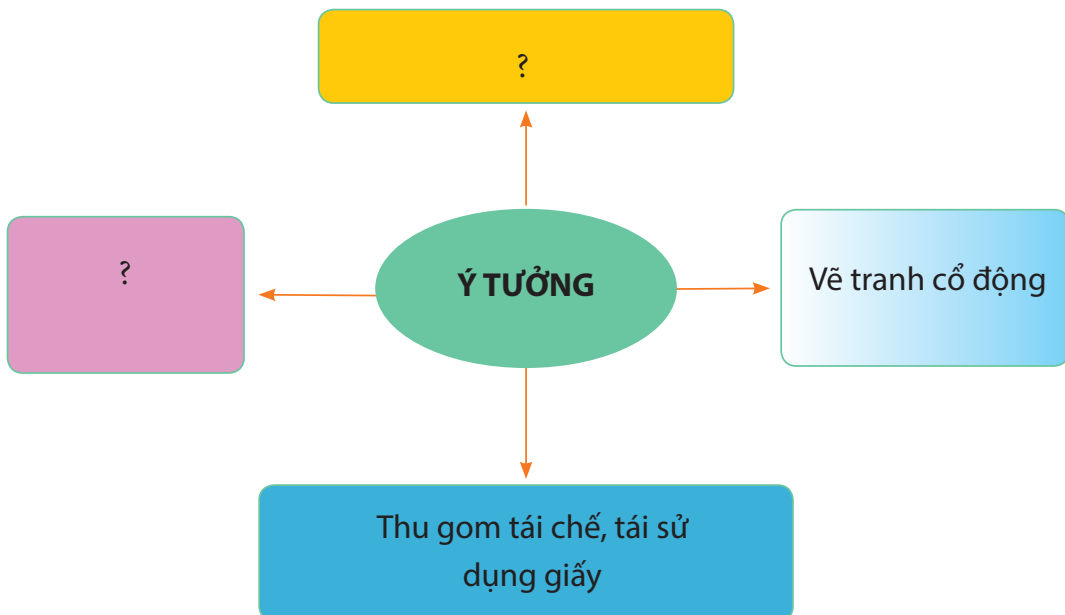 ?
?
Ý TƯỞNG
Vẽ tranh cổ động
Thu gom tái chế, tái sử
dụng giấy